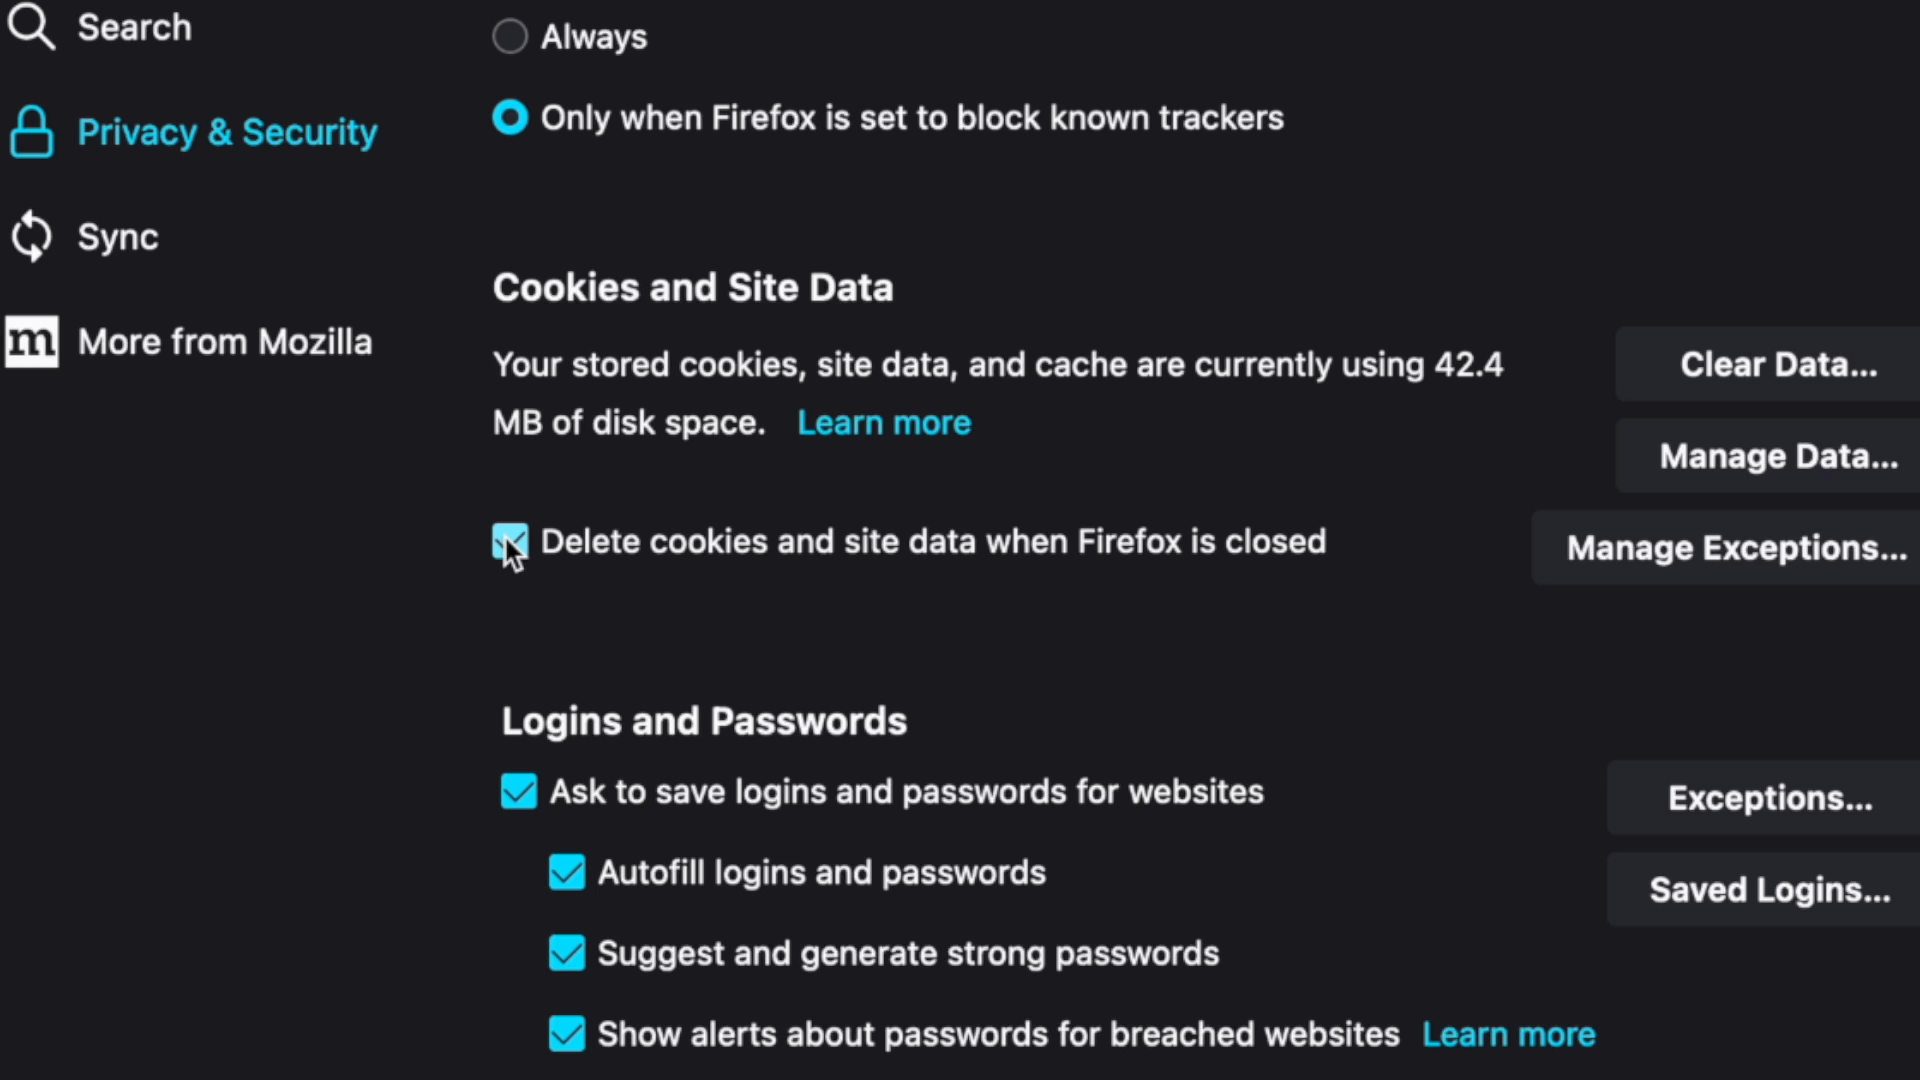 Search
Privacy & Security
Sync
m More from Mozilla
Always
Only when Firefox is set to block known trackers
Cookies and Site Data
Your stored cookies, site data, and cache are currently using 42.4
MB of disk space. Learn more
Clear Data...
Manage Data...
Delete cookies and site data when Firefox is closed
Manage Exceptions...
Logins and Passwords
Ask to save logins and passwords for websites
Exceptions...
Autofill logins and passwords
Saved Logins...
Suggest and generate strong passwords
Show alerts about passwords for breached websites Learn more